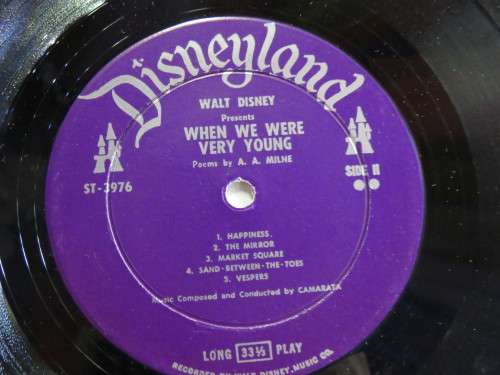 Disneyland
WALT DISNEY
Presents
WHEN WE WERE
VERY YOUNG
Poems by A. A. MILNE
ST-3976
SIDE II
1. HAPPINESS
2. THE MIRROR
3. MARKET SQUARE
4. SAND-BETWEEN-THE-TOES
5. VESPERS
Music Composed and Conducted by CAMARATA
LONG 33⅓ PLAY
RECORDED BY WALT DISNEY MUSIC CO.